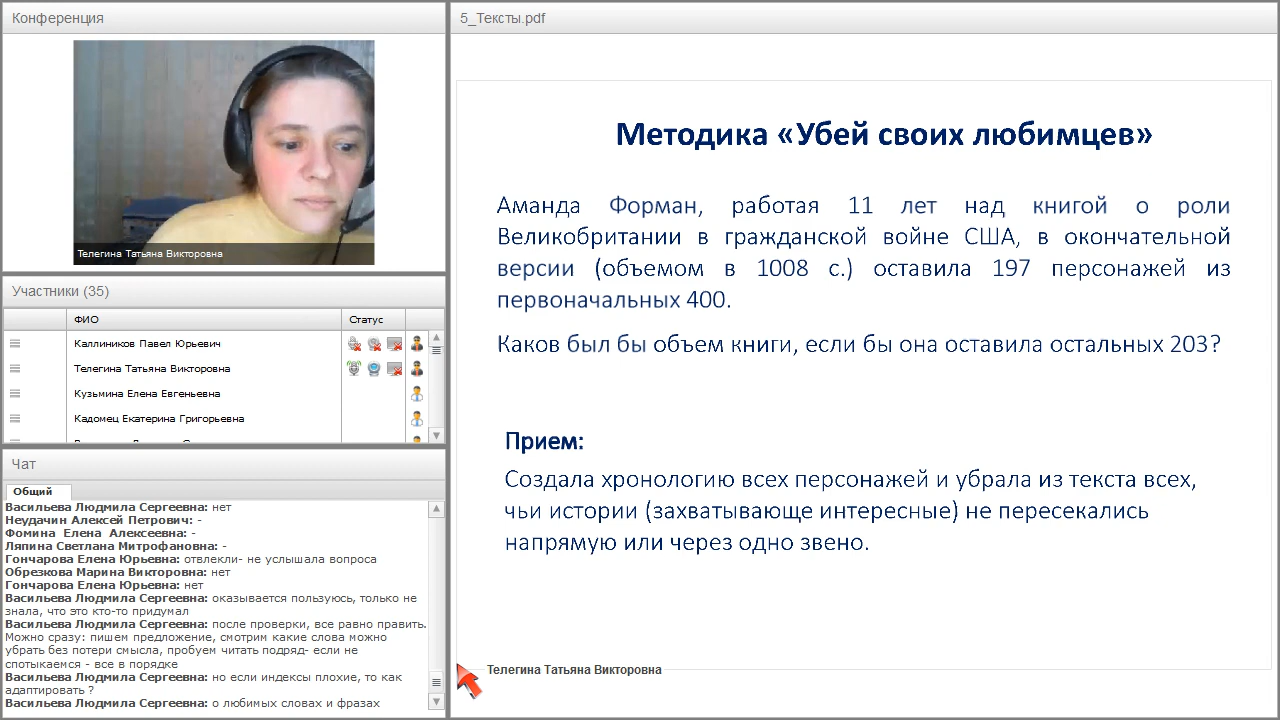 Конференция
Телегина Татьяна Викторовна
Участники (35)
ФИО Статус
Каллиников Павел Юрьевич
Телегина Татьяна Викторовна
Кузьмина Елена Евгеньевна
Кадомец Екатерина Григорьевна
Чат
Общий
Васильева Людмила Сергеевна: нет
Неудачин Алексей Петрович: -
Фомина Елена Алексеевна: -
Ляпина Светлана Митрофановна: -
Гончарова Елена Юрьевна: отвлекли- не услышала вопроса
Обрезкова Марина Викторовна: нет
Гончарова Елена Юрьевна: нет
Васильева Людмила Сергеевна: оказывается пользуюсь, только не
знала, что это кто-то придумал
Васильева Людмила Сергеевна: после проверки, все равно править.
Можно сразу: пишем предложение, смотрим какие слова можно
убрать без потери смысла, пробуем читать подряд- если не
спотыкаемся - все в порядке
Васильева Людмила Сергеевна: но если индексы плохие, то как
адаптировать ?
Васильева Людмила Сергеевна: о любимых словах и фразах
5_Тексты.pdf
Методика «Убей своих любимцев»
Аманда Форман, работая 11 лет над книгой о роли
Великобритании в гражданской войне США, в окончательной
версии (объемом в 1008 с.) оставила 197 персонажей из
первоначальных 400.
Каков был бы объем книги, если бы она оставила остальных 203?
Прием:
Создала хронологию всех персонажей и убрала из текста всех,
чьи истории (захватывающе интересные) не пересекались
напрямую или через одно звено.
Телегина Татьяна Викторовна